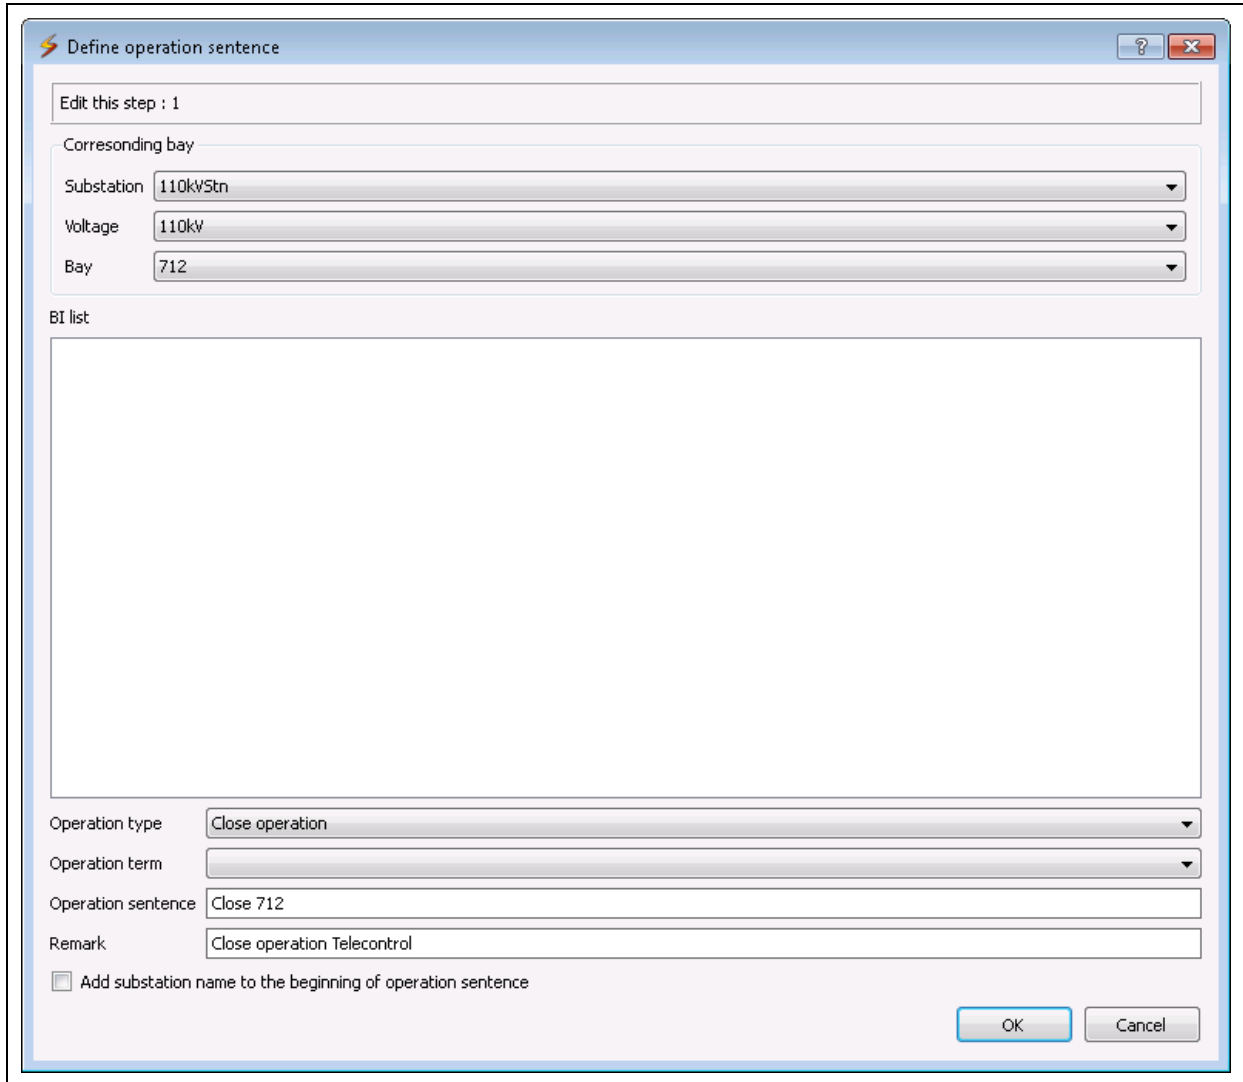 Define operation sentence
Edit this step : 1
Corresonding bay
Substation 110kVStn
Voltage 110kV
Bay 712
BI list
Operation type Close operation
Operation term
Operation sentence Close 712
Remark Close operation Telecontrol
Add substation name to the beginning of operation sentence
OK Cancel